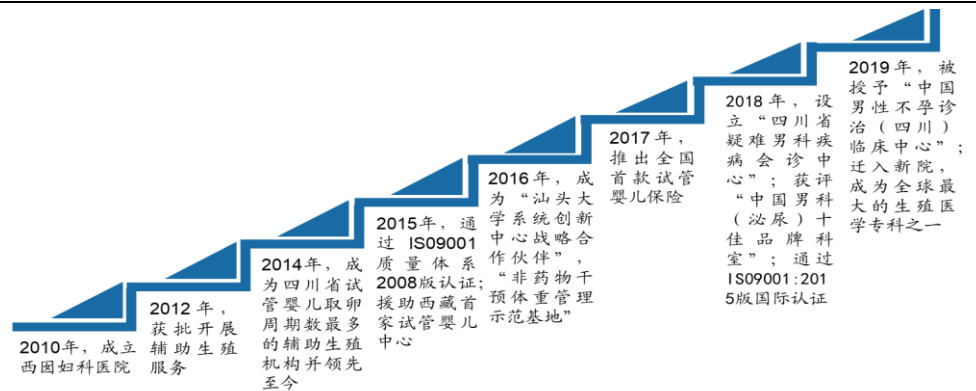 2010年，成立
西囡妇科医院
2012 年，
获批开展
辅助生殖
服务
2014年，成
为四川省试
管婴儿取卵
周期数最多
的辅助生殖
机构并领先
至今
2015年，通
过 IS09001
质量体系
2008版认证；
援助西藏首
家试管婴儿
中心
2016年，成
为“汕头大
学系统创新
中心战略合
作伙伴”，
“非药物干
预体重管理
示范基地”
2017年，
推出全国
首款试管
婴儿保险
2018年，设
立“四川省
疑难男科疾
病会诊中
心”；获评
“中国男科
（泌尿）十
佳品牌科
室”；通过
IS09001:201
5版国际认证
2019年，被
授予“中国
男性不孕诊
治（四川）
临床中心”；
迁入新院，
成为全球最
大的生殖医
学专科之一